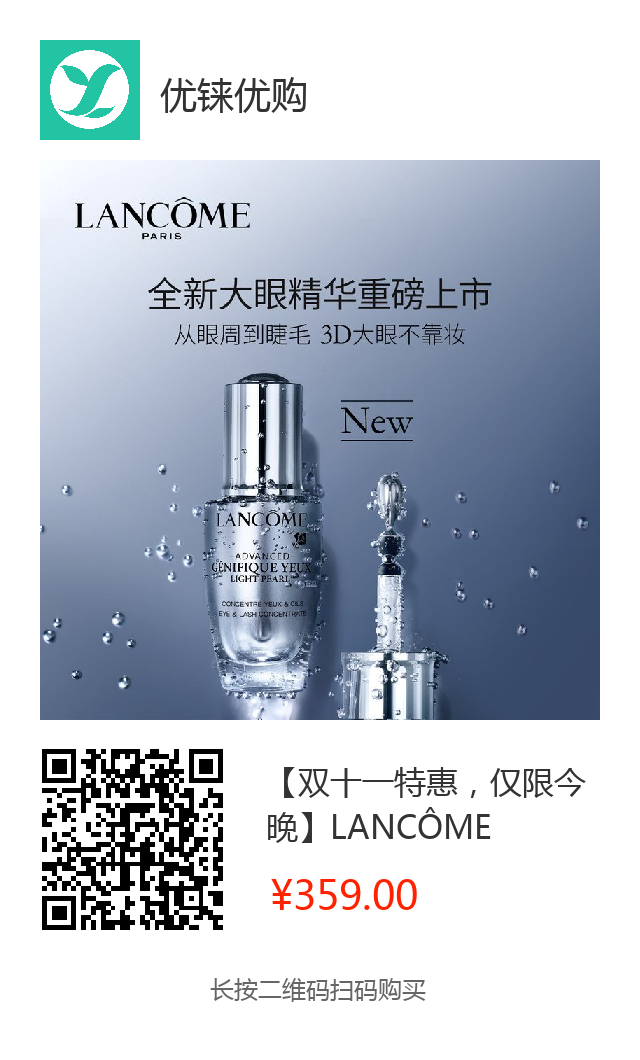 优铼优购
LANCÔME
PARIS
全新大眼精华重磅上市
从眼周到睫毛 3D大眼不靠妆
New
LANCÔME
ADVANCED
GÉNIFIQUE YEUX
LIGHT-PEARL
CONCENTRÉ YEUX & CILS
EYE & LASH CONCENTRATE
【双十一特惠，仅限今
晚】LANCÔME
¥359.00
长按二维码扫码购买